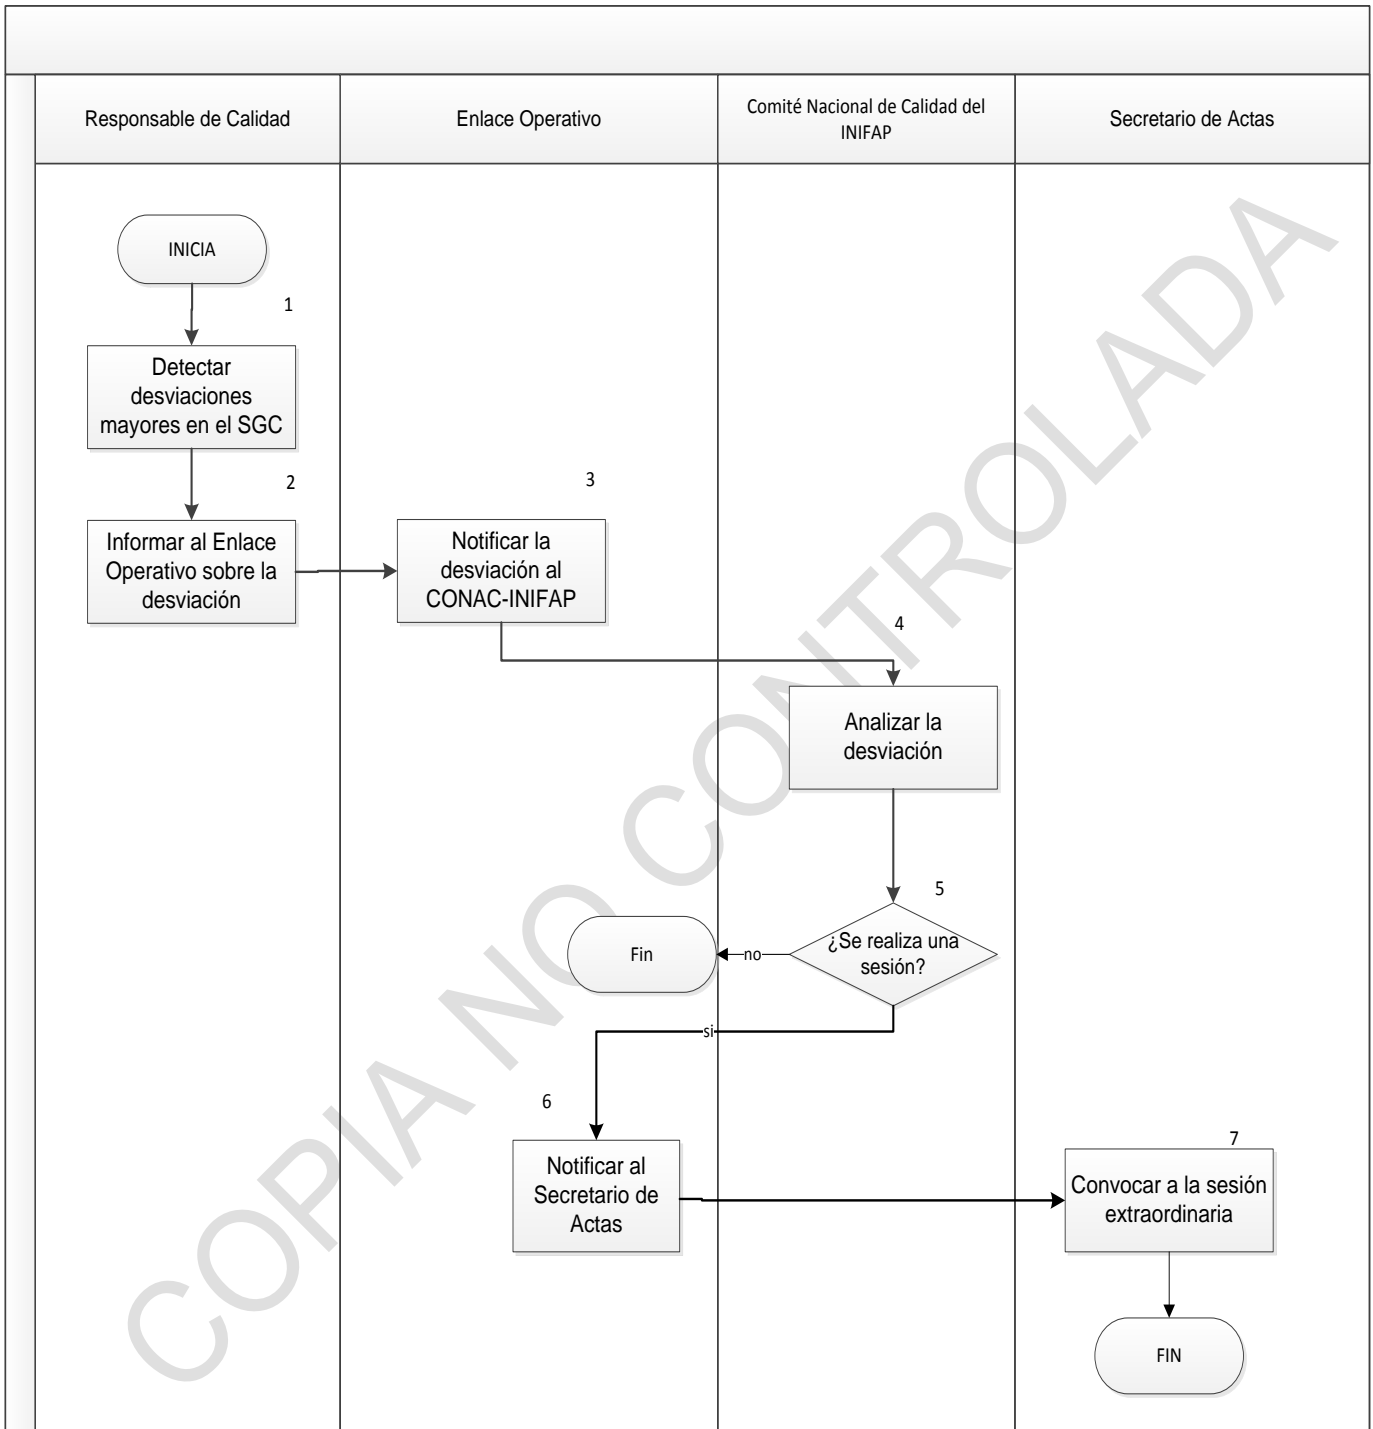 Responsable de Calidad
Enlace Operativo
Comité Nacional de Calidad del
INIFAP
Secretario de Actas
INICIA
1
Detectar
desviaciones
mayores en el SGC
2
Informar al Enlace
Operativo sobre la
desviación
3
Notificar la
desviación al
CONAC-INIFAP
4
Analizar la
desviación
5
¿Se realiza una
sesión?
no
Fin
si
6
Notificar al
Secretario de
Actas
7
Convocar a la sesión
extraordinaria
FIN
COPIA NO CONTROLADA